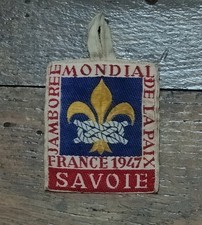 JAMBOREE
MONDIAL
DE LA PAIX
FRANCE 1947
SAVOIE